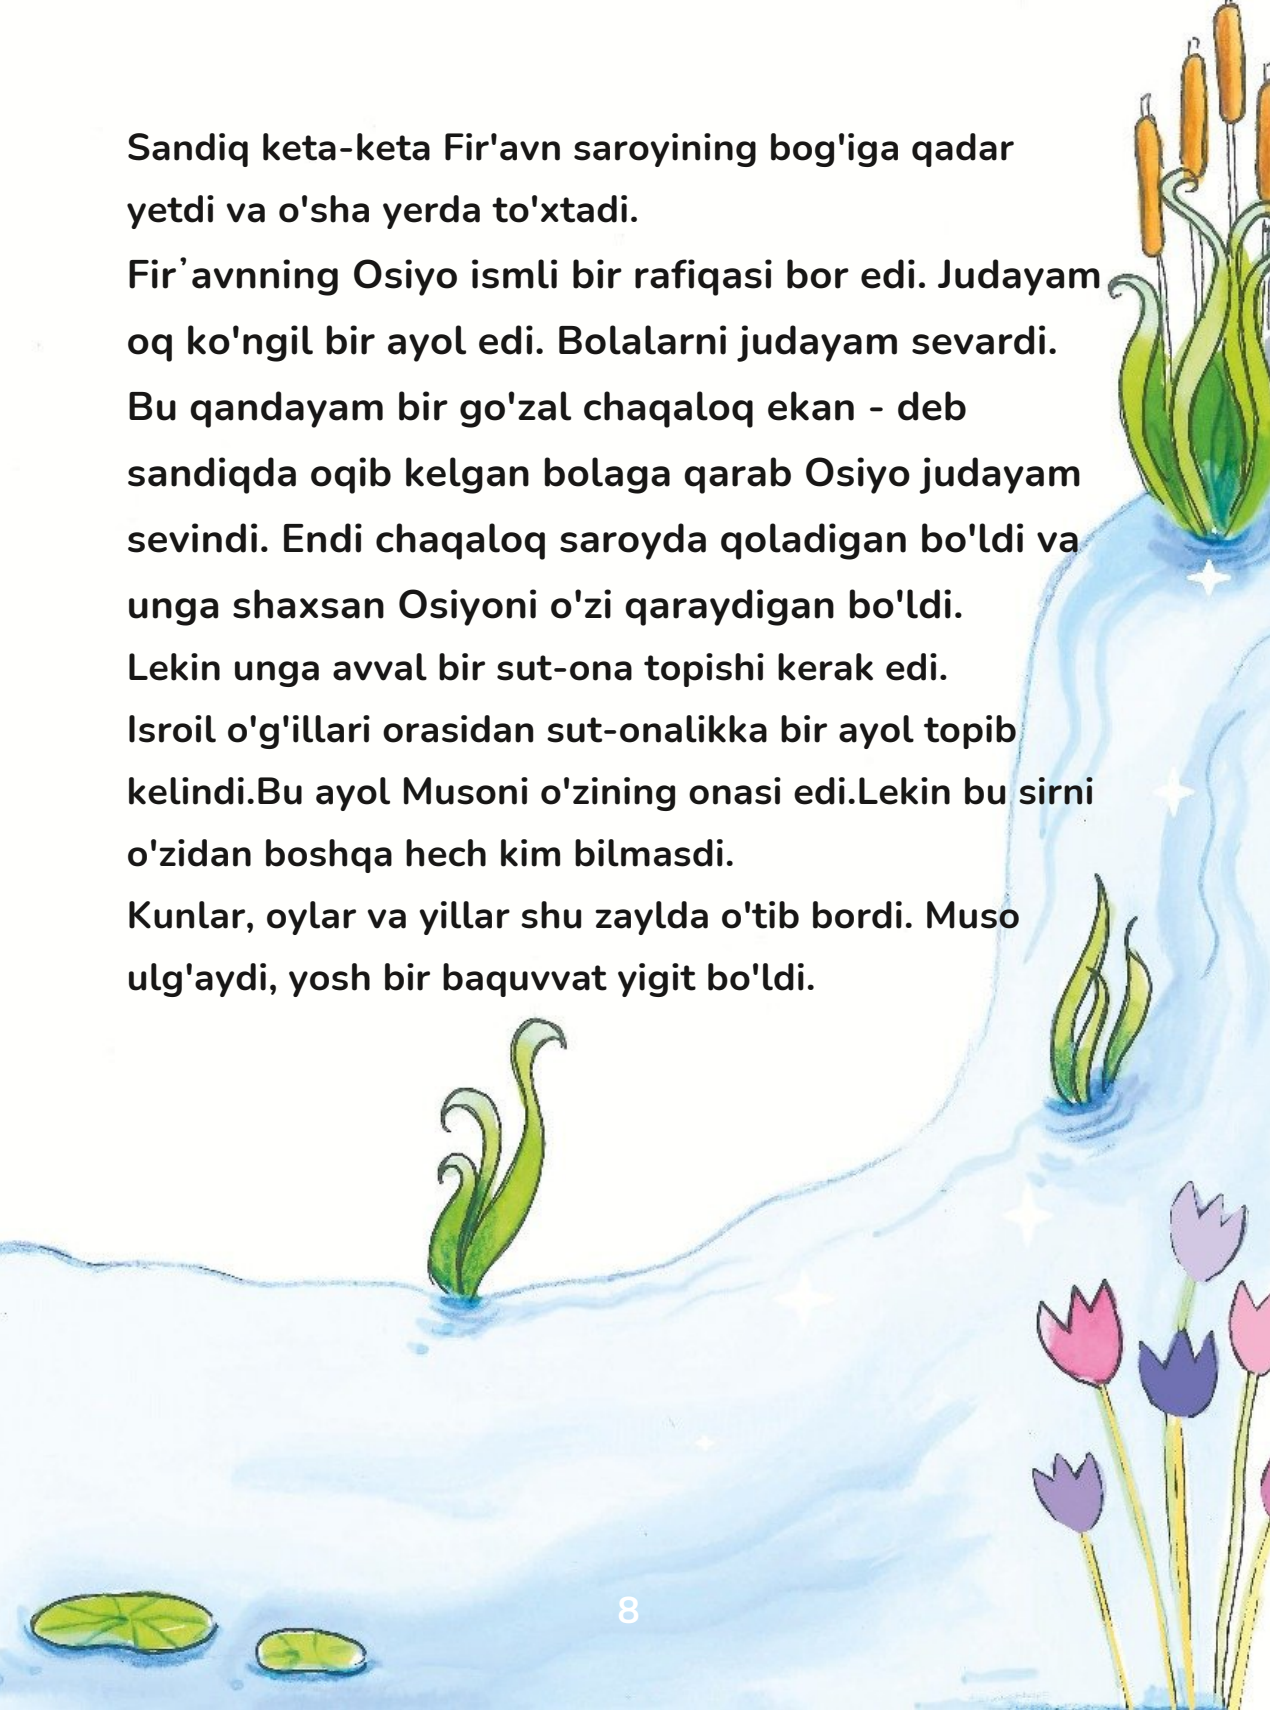 Sandiq keta-keta Fir'avn saroyining bog'iga qadar
yetdi va o'sha yerda to'xtadi.
Fir’avnning Osiyo ismli bir rafiqasi bor edi. Judayam
oq ko'ngil bir ayol edi. Bolalarni judayam sevardi.
Bu qandayam bir go'zal chaqaloq ekan - deb
sandiqda oqib kelgan bolaga qarab Osiyo judayam
sevindi. Endi chaqaloq saroyda qoladigan bo'ldi va
unga shaxsan Osiyoni o'zi qaraydigan bo'ldi.
Lekin unga avval bir sut-ona topishi kerak edi.
Isroil o'g'illari orasidan sut-onalikka bir ayol topib
kelindi.Bu ayol Musoni o'zining onasi edi.Lekin bu sirni
o'zidan boshqa hech kim bilmasdi.
Kunlar, oylar va yillar shu zaylda o'tib bordi. Muso
ulg'aydi, yosh bir baquvvat yigit bo'ldi.
8